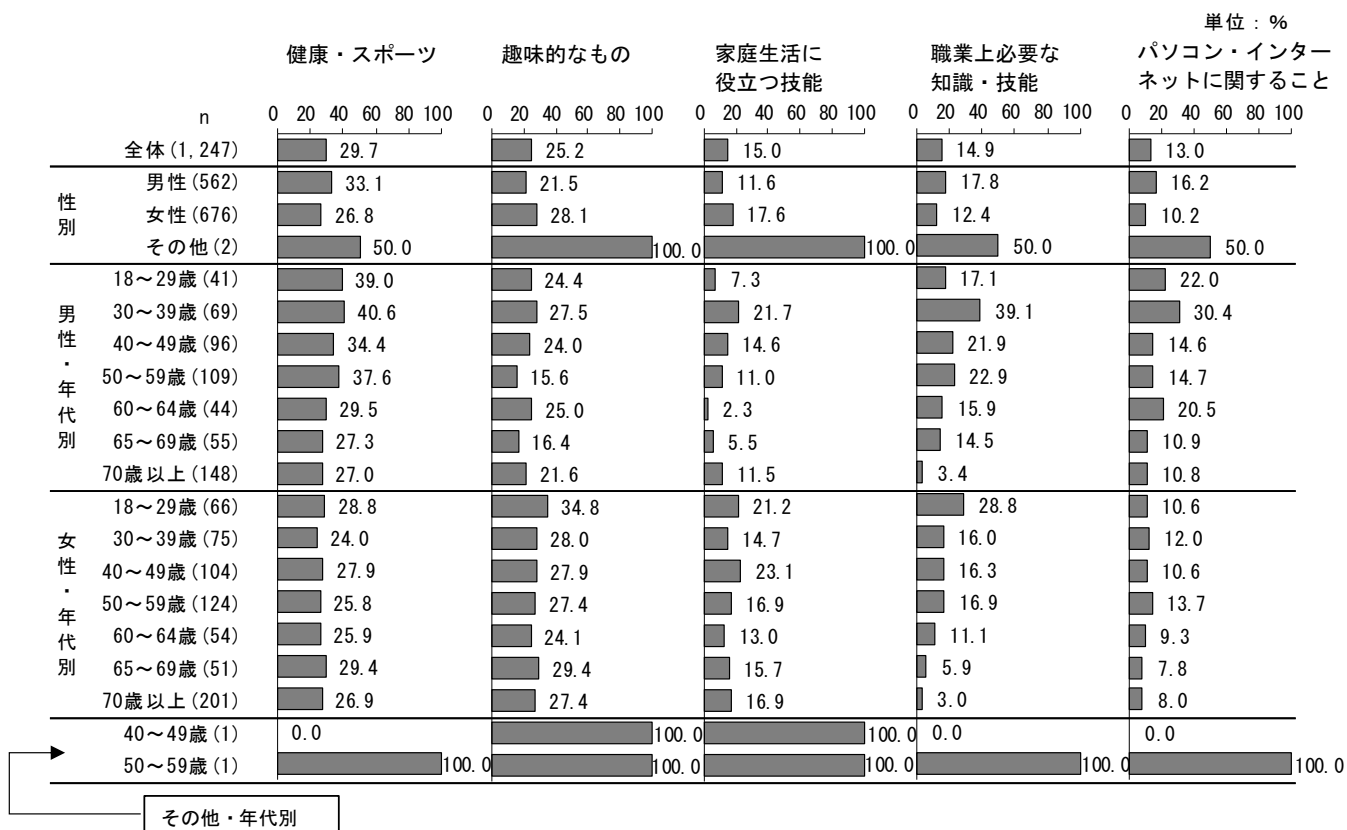 単位：%
健康・スポーツ 趣味的なもの 家庭生活に役立つ技能 職業上必要な知識・技能 パソコン・インターネットに関すること
n 0 20 40 60 80 100 0 20 40 60 80 100 0 20 40 60 80 100 0 20 40 60 80 100 0 20 40 60 80 100
全体(1,247) 29.7 25.2 15.0 14.9 13.0
性別
男性(562) 33.1 21.5 11.6 17.8 16.2
女性(676) 26.8 28.1 17.6 12.4 10.2
その他(2) 50.0 100.0 100.0 50.0 50.0
男性・年代別
18～29歳(41) 39.0 24.4 7.3 17.1 22.0
30～39歳(69) 40.6 27.5 21.7 39.1 30.4
40～49歳(96) 34.4 24.0 14.6 21.9 14.6
50～59歳(109) 37.6 15.6 11.0 22.9 14.7
60～64歳(44) 29.5 25.0 2.3 15.9 20.5
65～69歳(55) 27.3 16.4 5.5 14.5 10.9
70歳以上(148) 27.0 21.6 11.5 3.4 10.8
女性・年代別
18～29歳(66) 28.8 34.8 21.2 28.8 10.6
30～39歳(75) 24.0 28.0 14.7 16.0 12.0
40～49歳(104) 27.9 27.9 23.1 16.3 10.6
50～59歳(124) 25.8 27.4 16.9 16.9 13.7
60～64歳(54) 25.9 24.1 13.0 11.1 9.3
65～69歳(51) 29.4 29.4 15.7 5.9 7.8
70歳以上(201) 26.9 27.4 16.9 3.0 8.0
40～49歳(1) 0.0 100.0 100.0 0.0 0.0
50～59歳(1) 100.0 100.0 100.0 100.0 100.0
その他・年代別